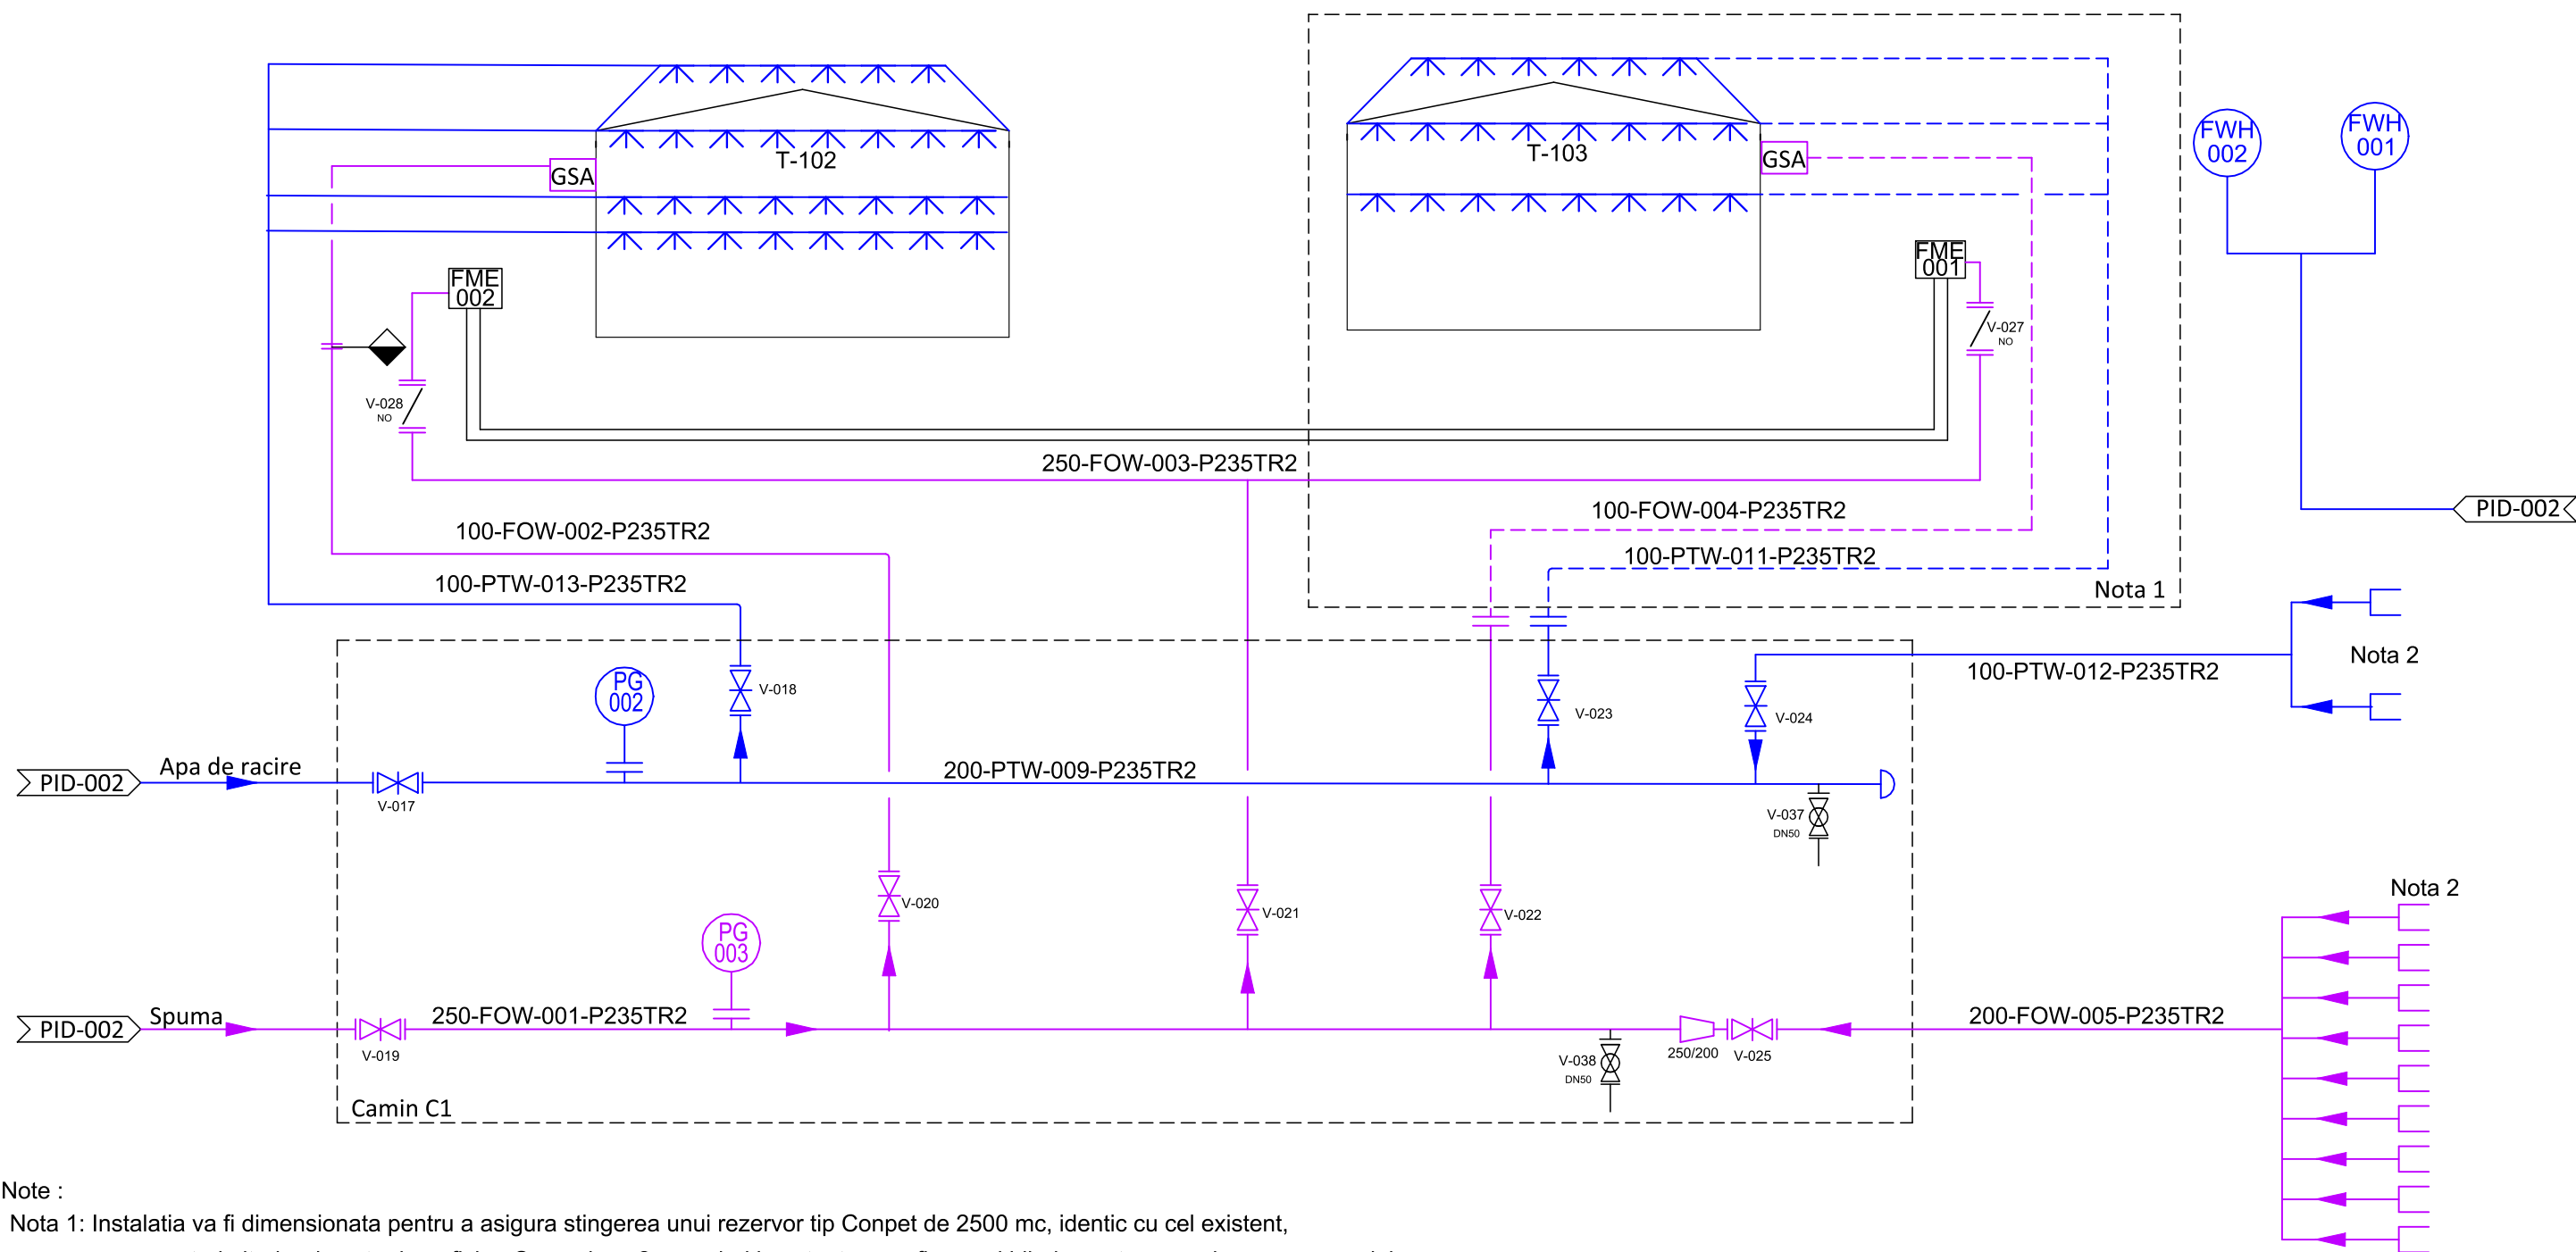 FWH
002
FWH
001
T-102
T-103
GSA
GSA
FME
002
FME
001
V-027
NO
V-028
NO
250-FOW-003-P235TR2
PID-002
100-FOW-002-P235TR2
100-FOW-004-P235TR2
100-PTW-013-P235TR2
100-PTW-011-P235TR2
Nota 1
Nota 2
100-PTW-012-P235TR2
PG
002
V-018
V-023
V-024
PID-002
Apa de racire
V-017
200-PTW-009-P235TR2
V-037
DN50
Nota 2
V-020
V-021
V-022
PG
003
PID-002
Spuma
V-019
250-FOW-001-P235TR2
V-038
DN50
250/200
V-025
200-FOW-005-P235TR2
Camin C1
Note :
Nota 1: Instalatia va fi dimensionata pentru a asigura stingerea unui rezervor tip Conpet de 2500 mc, identic cu cel existent,